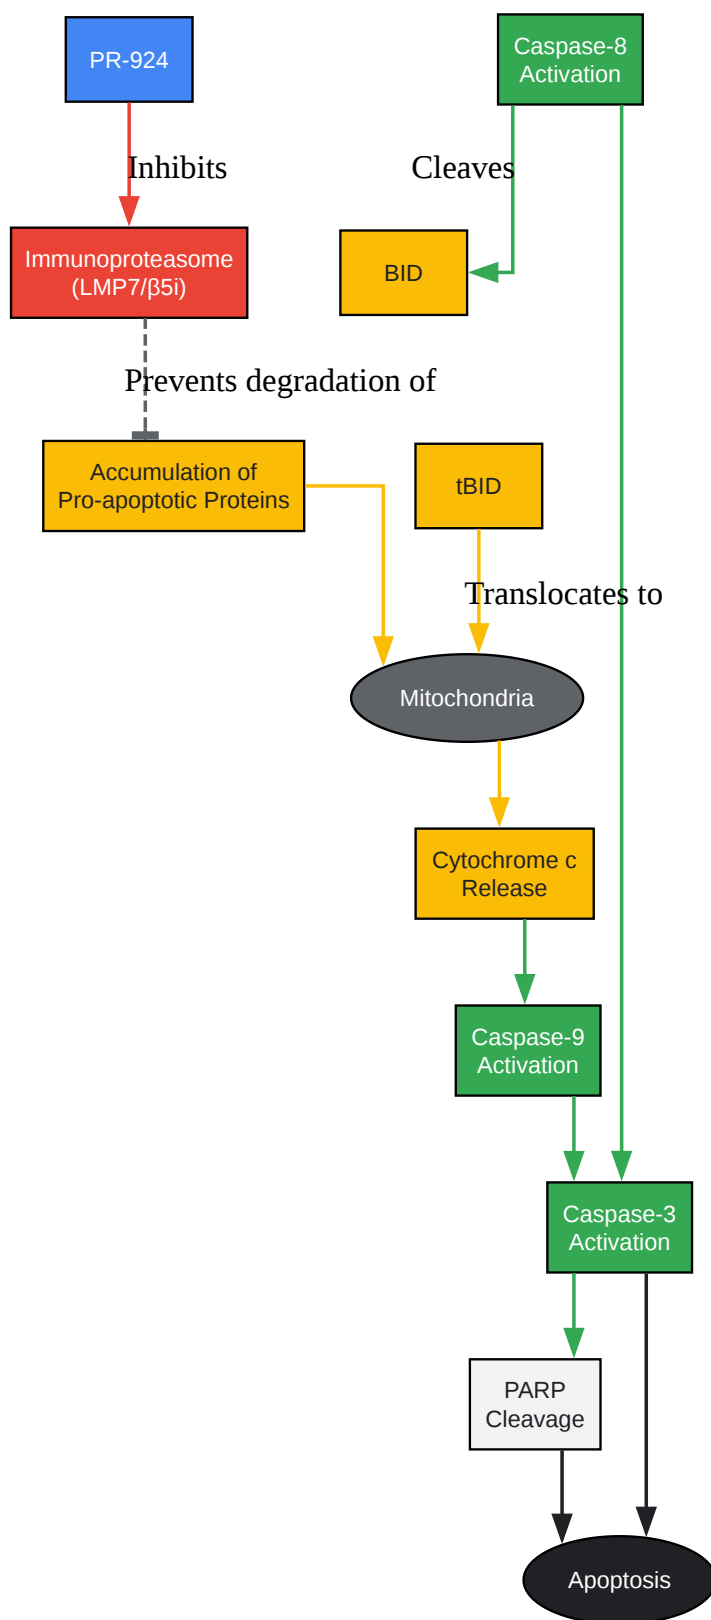 PR-924
Caspase-8
Activation
Inhibits
Cleaves
Immunoproteasome
(LMP7/β5i)
BID
Prevents degradation of
Accumulation of
Pro-apoptotic Proteins
tBID
Translocates to
Mitochondria
Cytochrome c
Release
Caspase-9
Activation
Caspase-3
Activation
PARP
Cleavage
Apoptosis